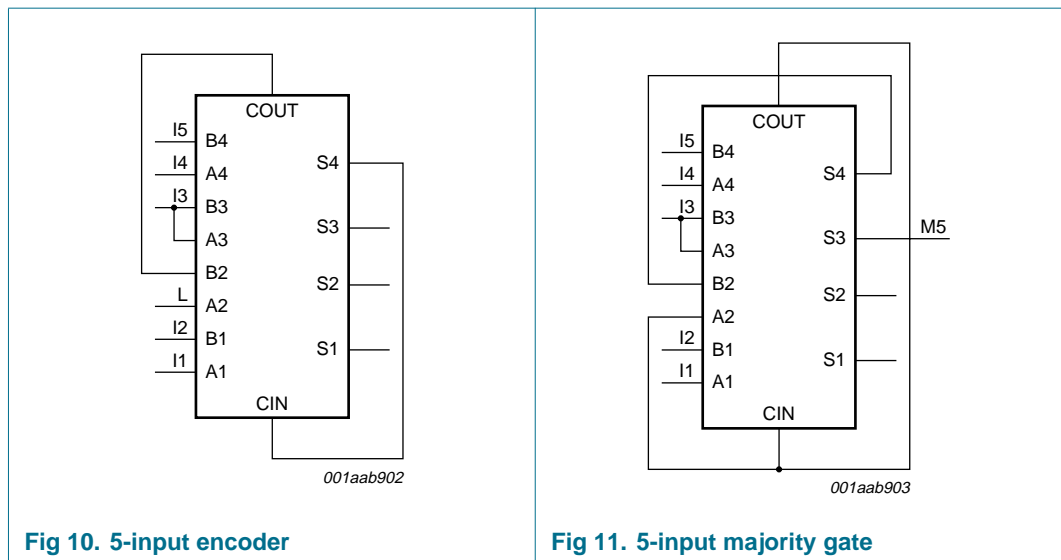 COUT
I5
B4
I4
A4
S4
I3
B3
A3
S3
B2
S2
L
A2
I2
B1
S1
I1
A1
CIN
001aab902
Fig 10. 5-input encoder
COUT
I5
B4
I4
A4
S4
I3
B3
S3
M5
A3
B2
S2
A2
I2
B1
S1
I1
A1
CIN
001aab903
Fig 11. 5-input majority gate